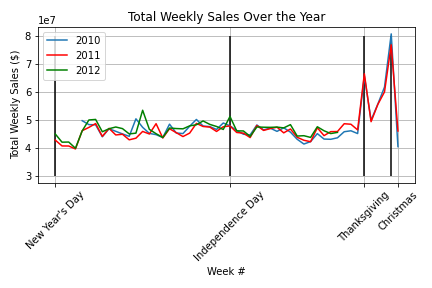 Total Weekly Sales Over the Year
1e7
2010
2011
2012
8
7
6
5
4
3
Total Weekly Sales ($)
New Year's Day
Independence Day
Thanksgiving
Christmas
Week #